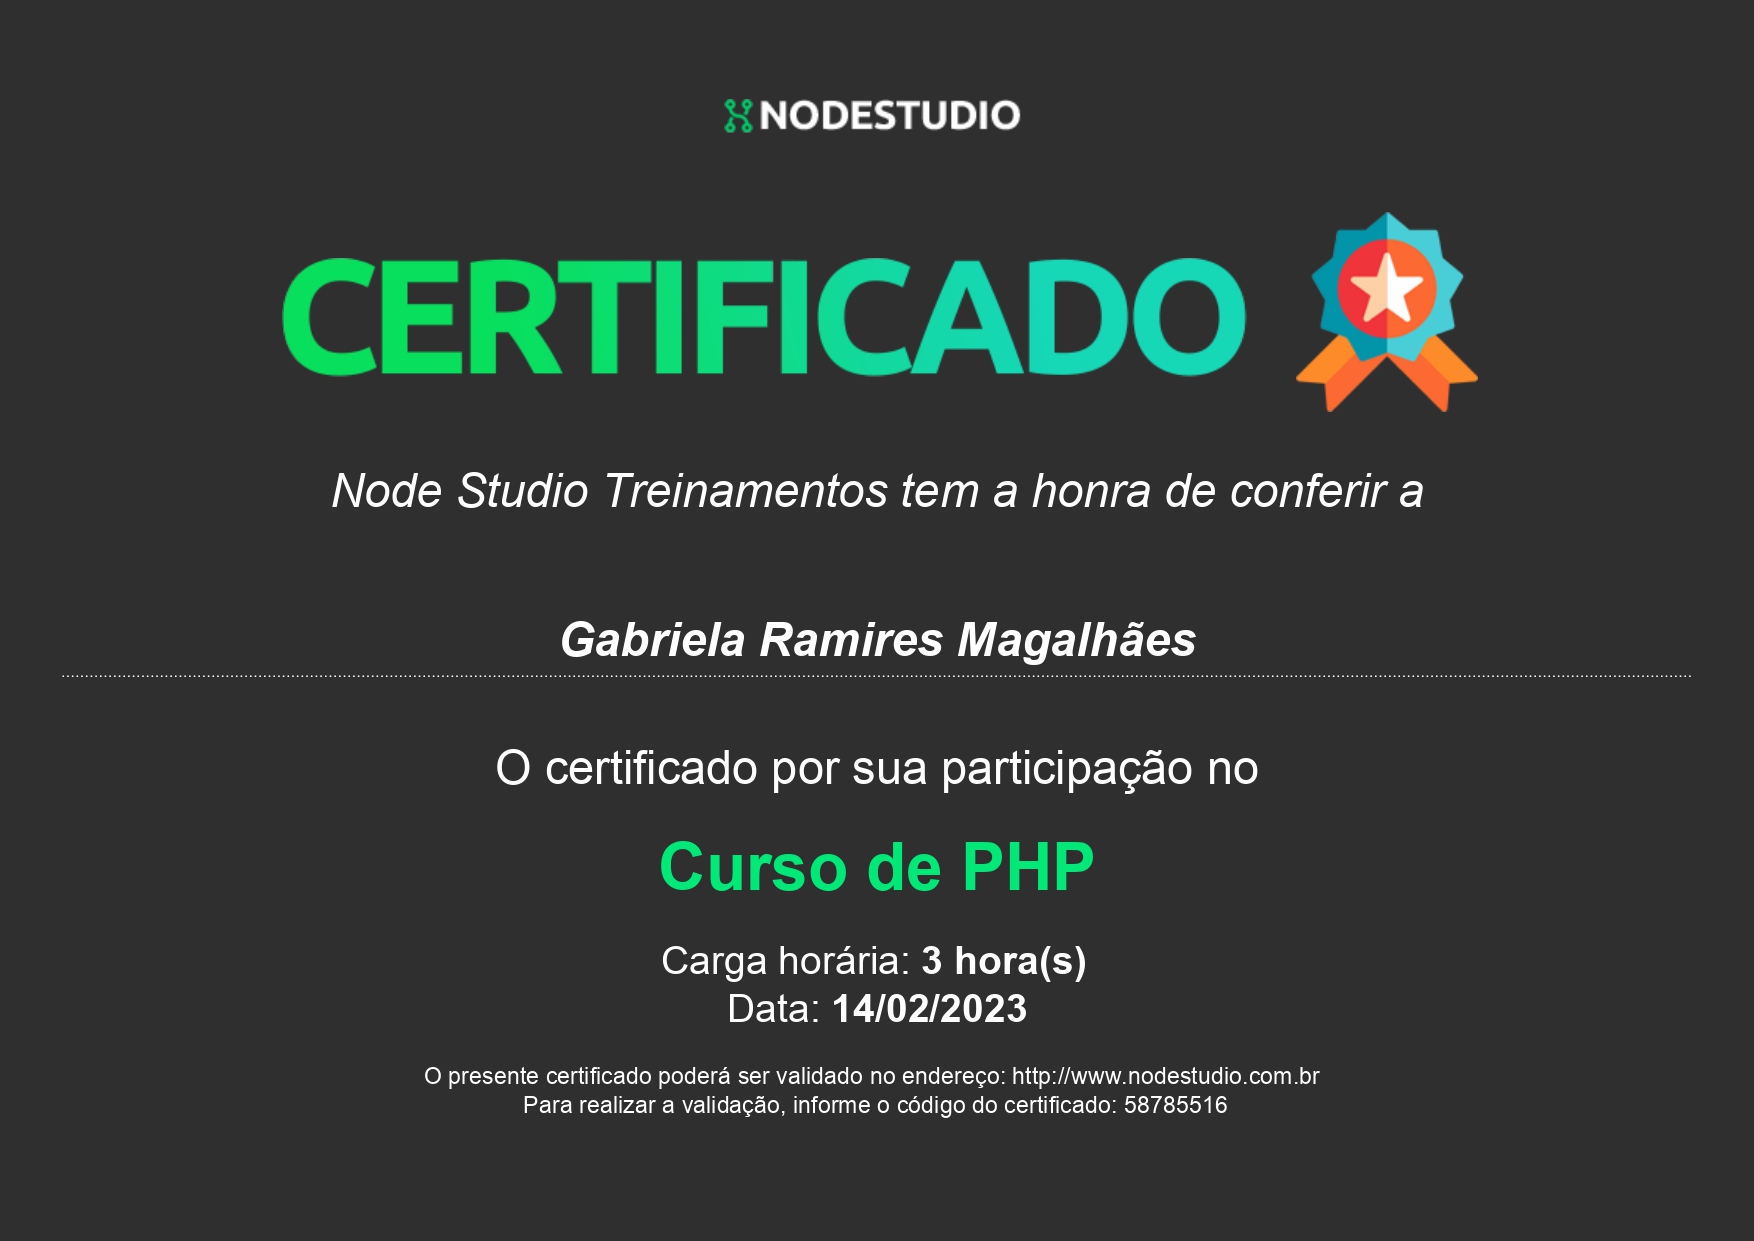 NODESTUDIO
CERTIFICADO
Node Studio Treinamentos tem a honra de conferir a
Gabriela Ramires Magalhães
O certificado por sua participação no
Curso de PHP
Carga horária: 3 hora(s)
Data: 14/02/2023
O presente certificado poderá ser validado no endereço: http://www.nodestudio.com.br
Para realizar a validação, informe o código do certificado: 58785516